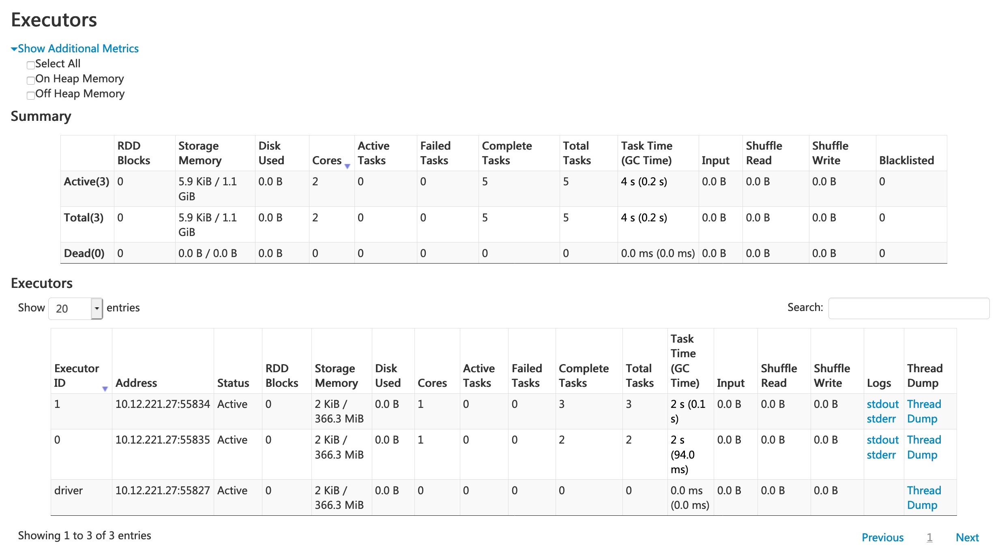 Executors
Show Additional Metrics
Select All
On Heap Memory
Off Heap Memory
Summary
RDD Blocks Storage Memory Disk Used Cores Active Tasks Failed Tasks Complete Tasks Total Tasks Task Time (GC Time) Input Shuffle Read Shuffle Write Blacklisted
Active(3) 0 5.9 KiB / 1.1 GiB 0.0 B 2 0 0 5 5 4 s (0.2 s) 0.0 B 0.0 B 0.0 B 0
Total(3) 0 5.9 KiB / 1.1 GiB 0.0 B 2 0 0 5 5 4 s (0.2 s) 0.0 B 0.0 B 0.0 B 0
Dead(0) 0 0.0 B / 0.0 B 0.0 B 0 0 0 0 0 0.0 ms (0.0 ms) 0.0 B 0.0 B 0.0 B 0
Executors
Show 20 entries Search:
Executor ID Address Status RDD Blocks Storage Memory Disk Used Cores Active Tasks Failed Tasks Complete Tasks Total Tasks Task Time (GC Time) Input Shuffle Read Shuffle Write Logs Thread Dump
1 10.12.221.27:55834 Active 0 2 KiB / 366.3 MiB 0.0 B 1 0 0 3 3 2 s (0.1 s) 0.0 B 0.0 B 0.0 B stdout stderr Thread Dump
0 10.12.221.27:55835 Active 0 2 KiB / 366.3 MiB 0.0 B 1 0 0 2 2 2 s (94.0 ms) 0.0 B 0.0 B 0.0 B stdout stderr Thread Dump
driver 10.12.221.27:55827 Active 0 2 KiB / 366.3 MiB 0.0 B 0 0 0 0 0 0.0 ms (0.0 ms) 0.0 B 0.0 B 0.0 B Thread Dump
Showing 1 to 3 of 3 entries Previous 1 Next